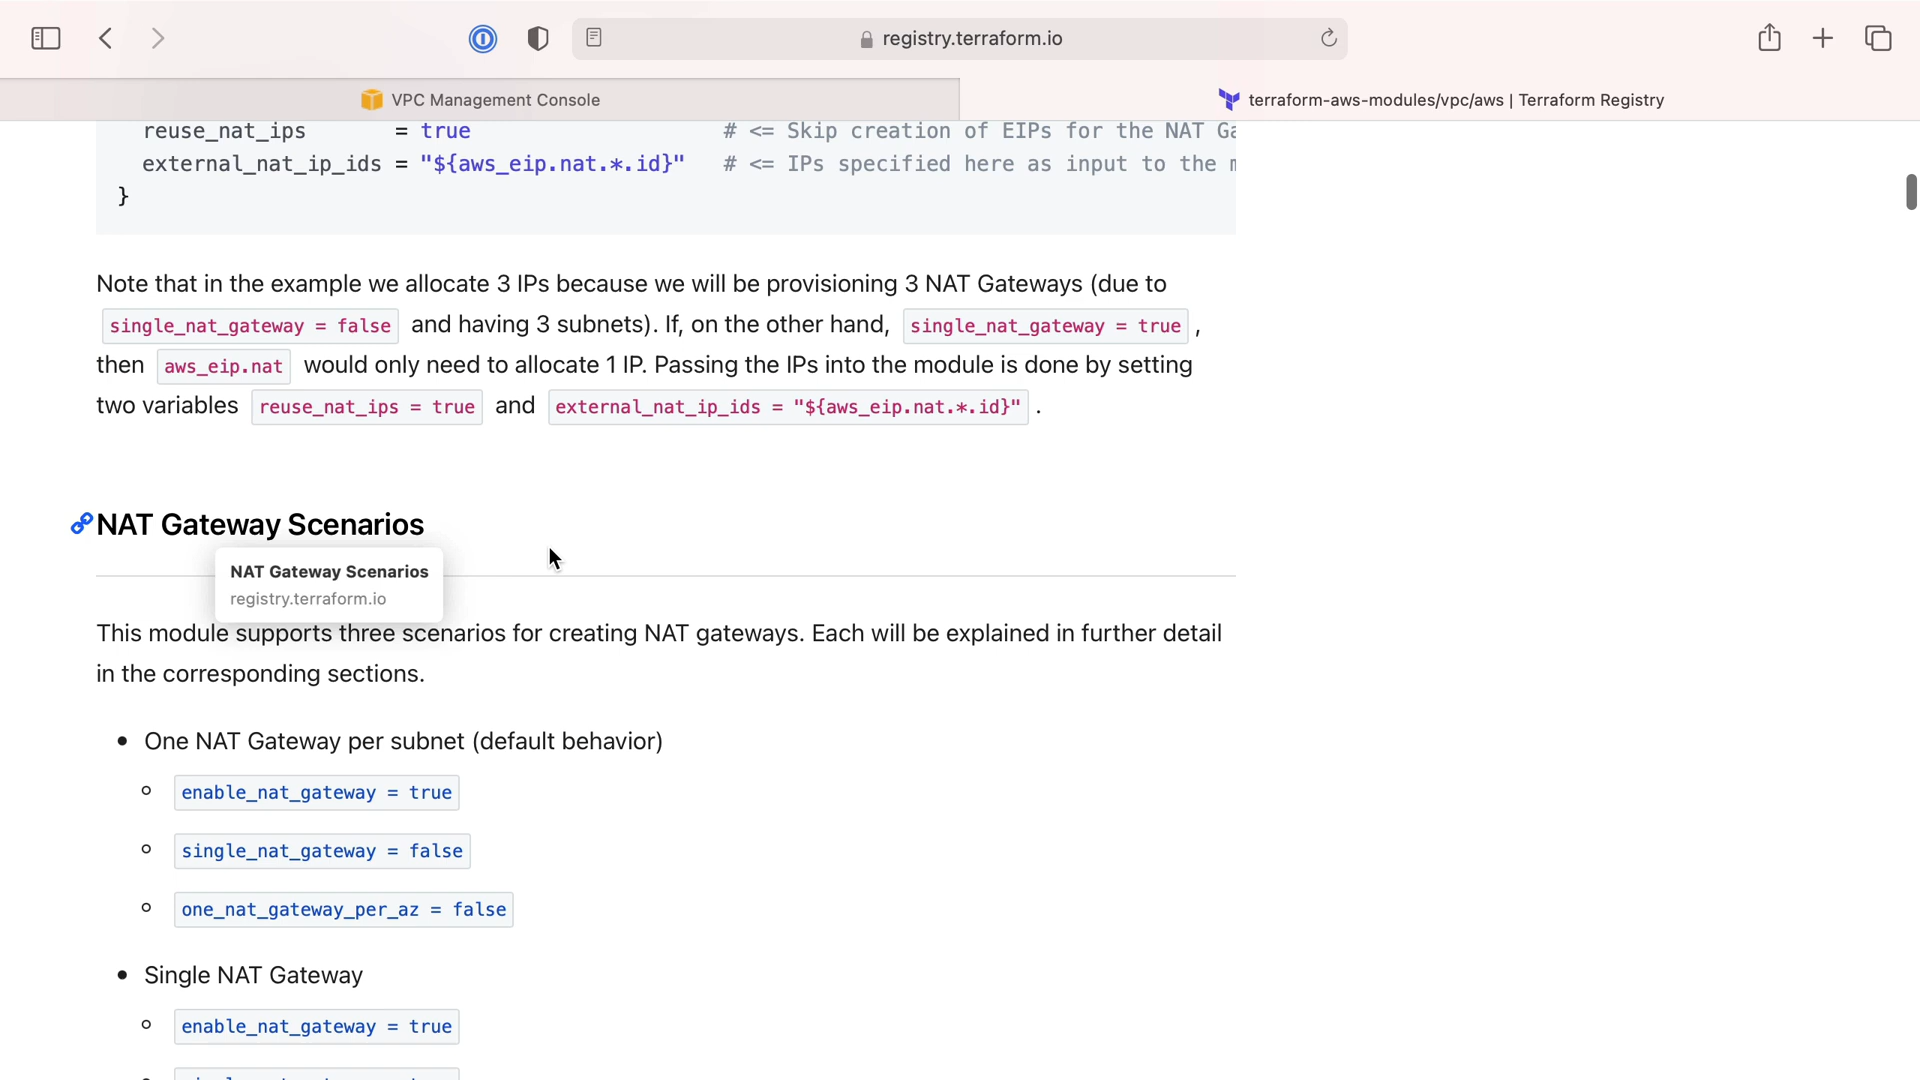 registry.terraform.io
VPC Management Console
terraform-aws-modules/vpc/aws | Terraform Registry
reuse_nat_ips = true # <= Skip creation of EIPs for the NAT Ga
external_nat_ip_ids = "${aws_eip.nat.*.id}" # <= IPs specified here as input to the
}
Note that in the example we allocate 3 IPs because we will be provisioning 3 NAT Gateways (due to
single_nat_gateway = false and having 3 subnets). If, on the other hand, single_nat_gateway = true ,
then aws_eip.nat would only need to allocate 1 IP. Passing the IPs into the module is done by setting
two variables reuse_nat_ips = true and external_nat_ip_ids = "${aws_eip.nat.*.id}" .
NAT Gateway Scenarios
NAT Gateway Scenarios
registry.terraform.io
This module supports three scenarios for creating NAT gateways. Each will be explained in further detail
in the corresponding sections.
• One NAT Gateway per subnet (default behavior)
enable_nat_gateway = true
single_nat_gateway = false
one_nat_gateway_per_az = false
• Single NAT Gateway
enable_nat_gateway = true